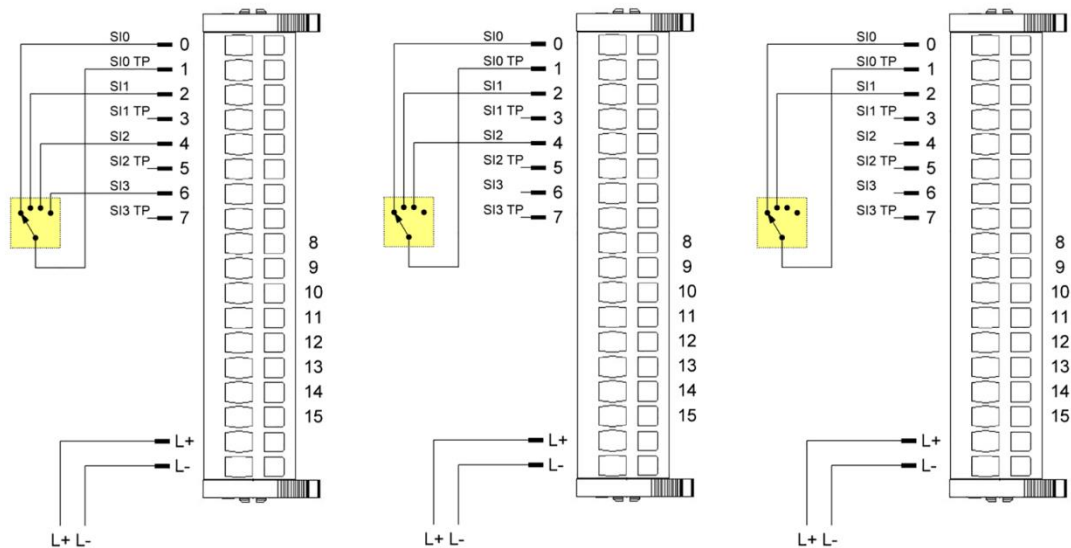 SI0 0
SI0 TP 1
SI1 2
SI1 TP 3
SI2 4
SI2 TP 5
SI3 6
SI3 TP 7
8
9
10
11
12
13
14
15
L+
L-
L+ L-
SI0 0
SI0 TP 1
SI1 2
SI1 TP 3
SI2 4
SI2 TP 5
SI3 6
SI3 TP 7
8
9
10
11
12
13
14
15
L+
L-
L+ L-
SI0 0
SI0 TP 1
SI1 2
SI1 TP 3
SI2 4
SI2 TP 5
SI3 6
SI3 TP 7
8
9
10
11
12
13
14
15
L+
L-
L+ L-